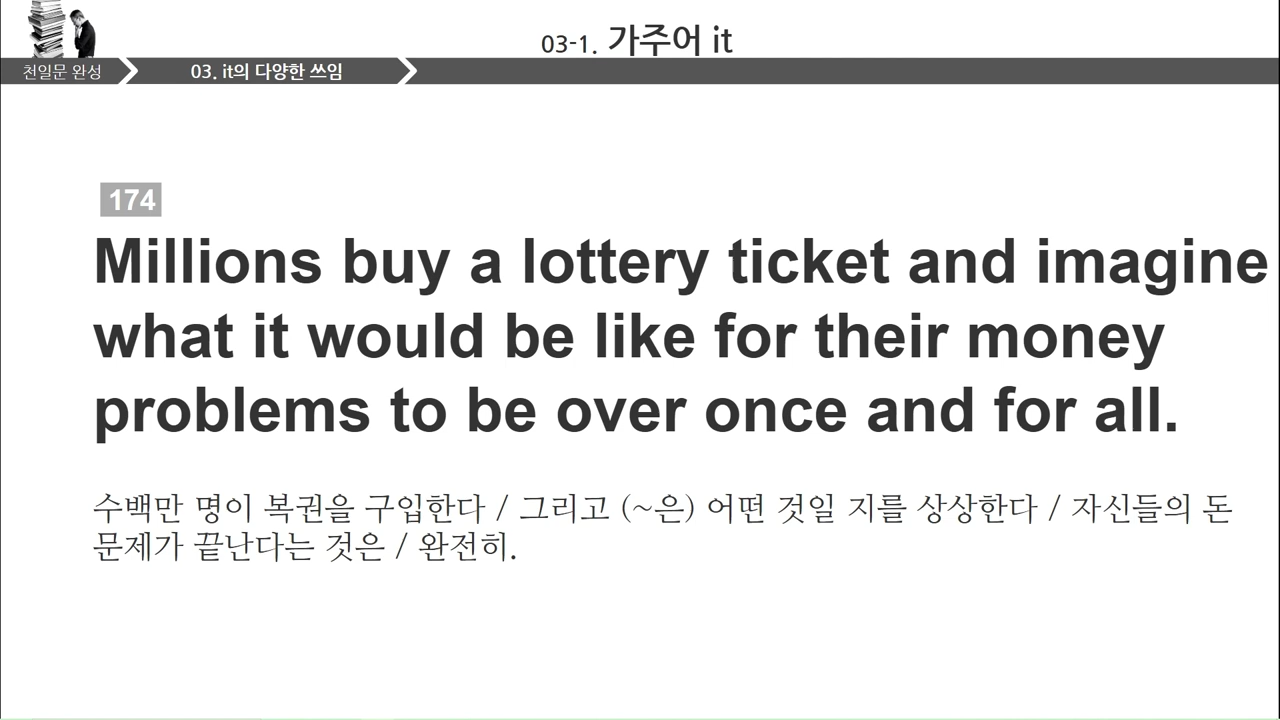 03-1. 가주어 it
천일문 완성
03. it의 다양한 쓰임
174
Millions buy a lottery ticket and imagine
what it would be like for their money
problems to be over once and for all.
수백만 명이 복권을 구입한다 / 그리고 (~은) 어떤 것일 지를 상상한다 / 자신들의 돈
문제가 끝난다는 것은 / 완전히.